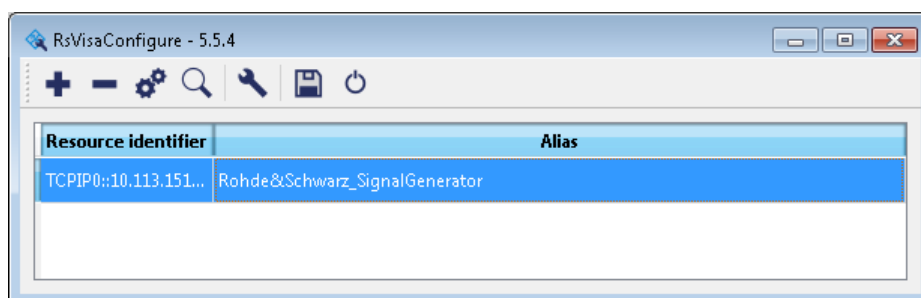 RsVisaConfigure - 5.5.4
Resource identifier Alias
TCPIP0::10.113.151... Rohde&Schwarz_SignalGenerator